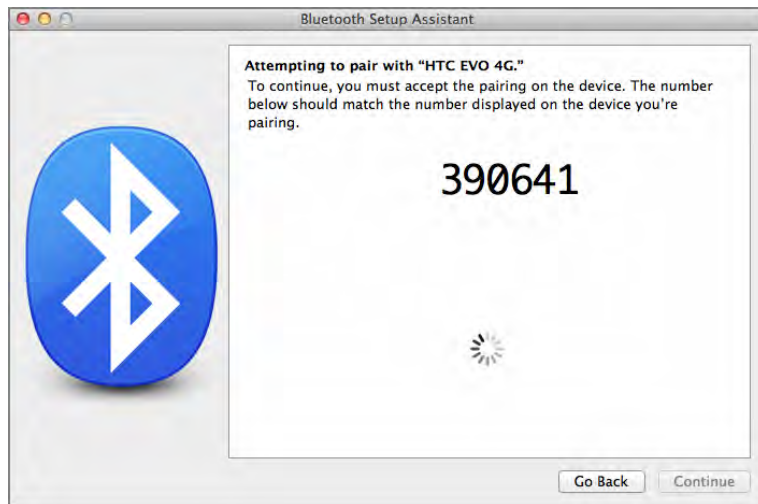 Bluetooth Setup Assistant
Attempting to pair with “HTC EVO 4G.”
To continue, you must accept the pairing on the device. The number
below should match the number displayed on the device you’re
pairing.
390641
Go Back Continue